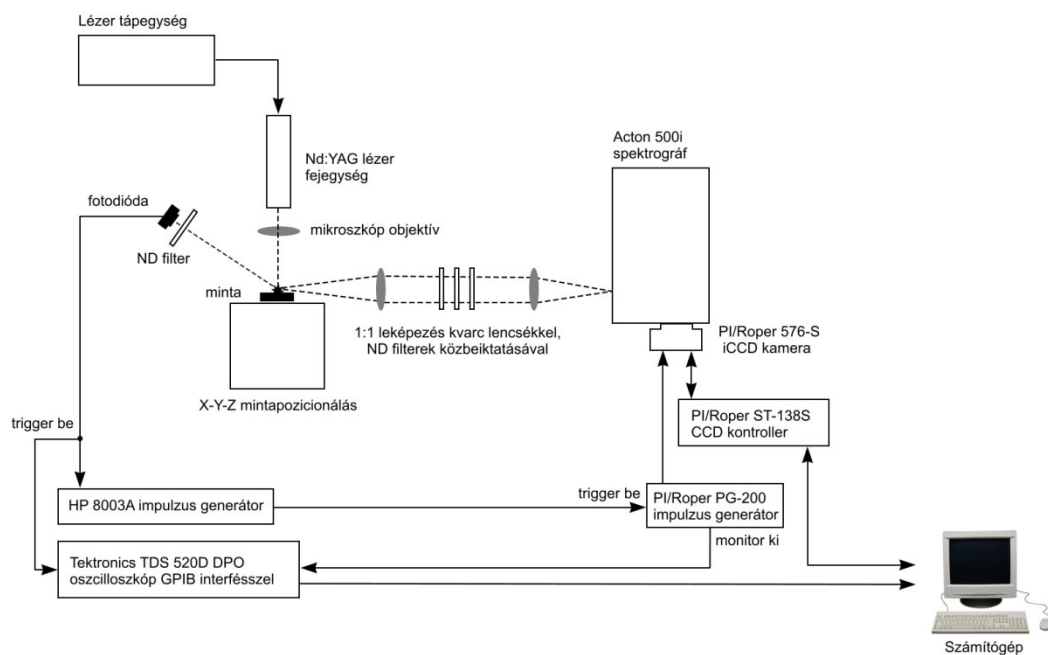 Lézer tápegység
Nd:YAG lézer
fejegység
Acton 500i
spektrográf
fotodióda
mikroszkóp objektív
ND filter
minta
1:1 leképezés kvarc lencsékkel,
ND filterek közbeiktatásával
PI/Roper 576-S
iCCD kamera
X-Y-Z mintapozicionálás
PI/Roper ST-138S
CCD kontroller
trigger be
HP 8003A impulzus generátor
trigger be
PI/Roper PG-200
impulzus generátor
monitor ki
Tektronics TDS 520D DPO
oszcilloszkóp GPIB interfésszel
Számítógép